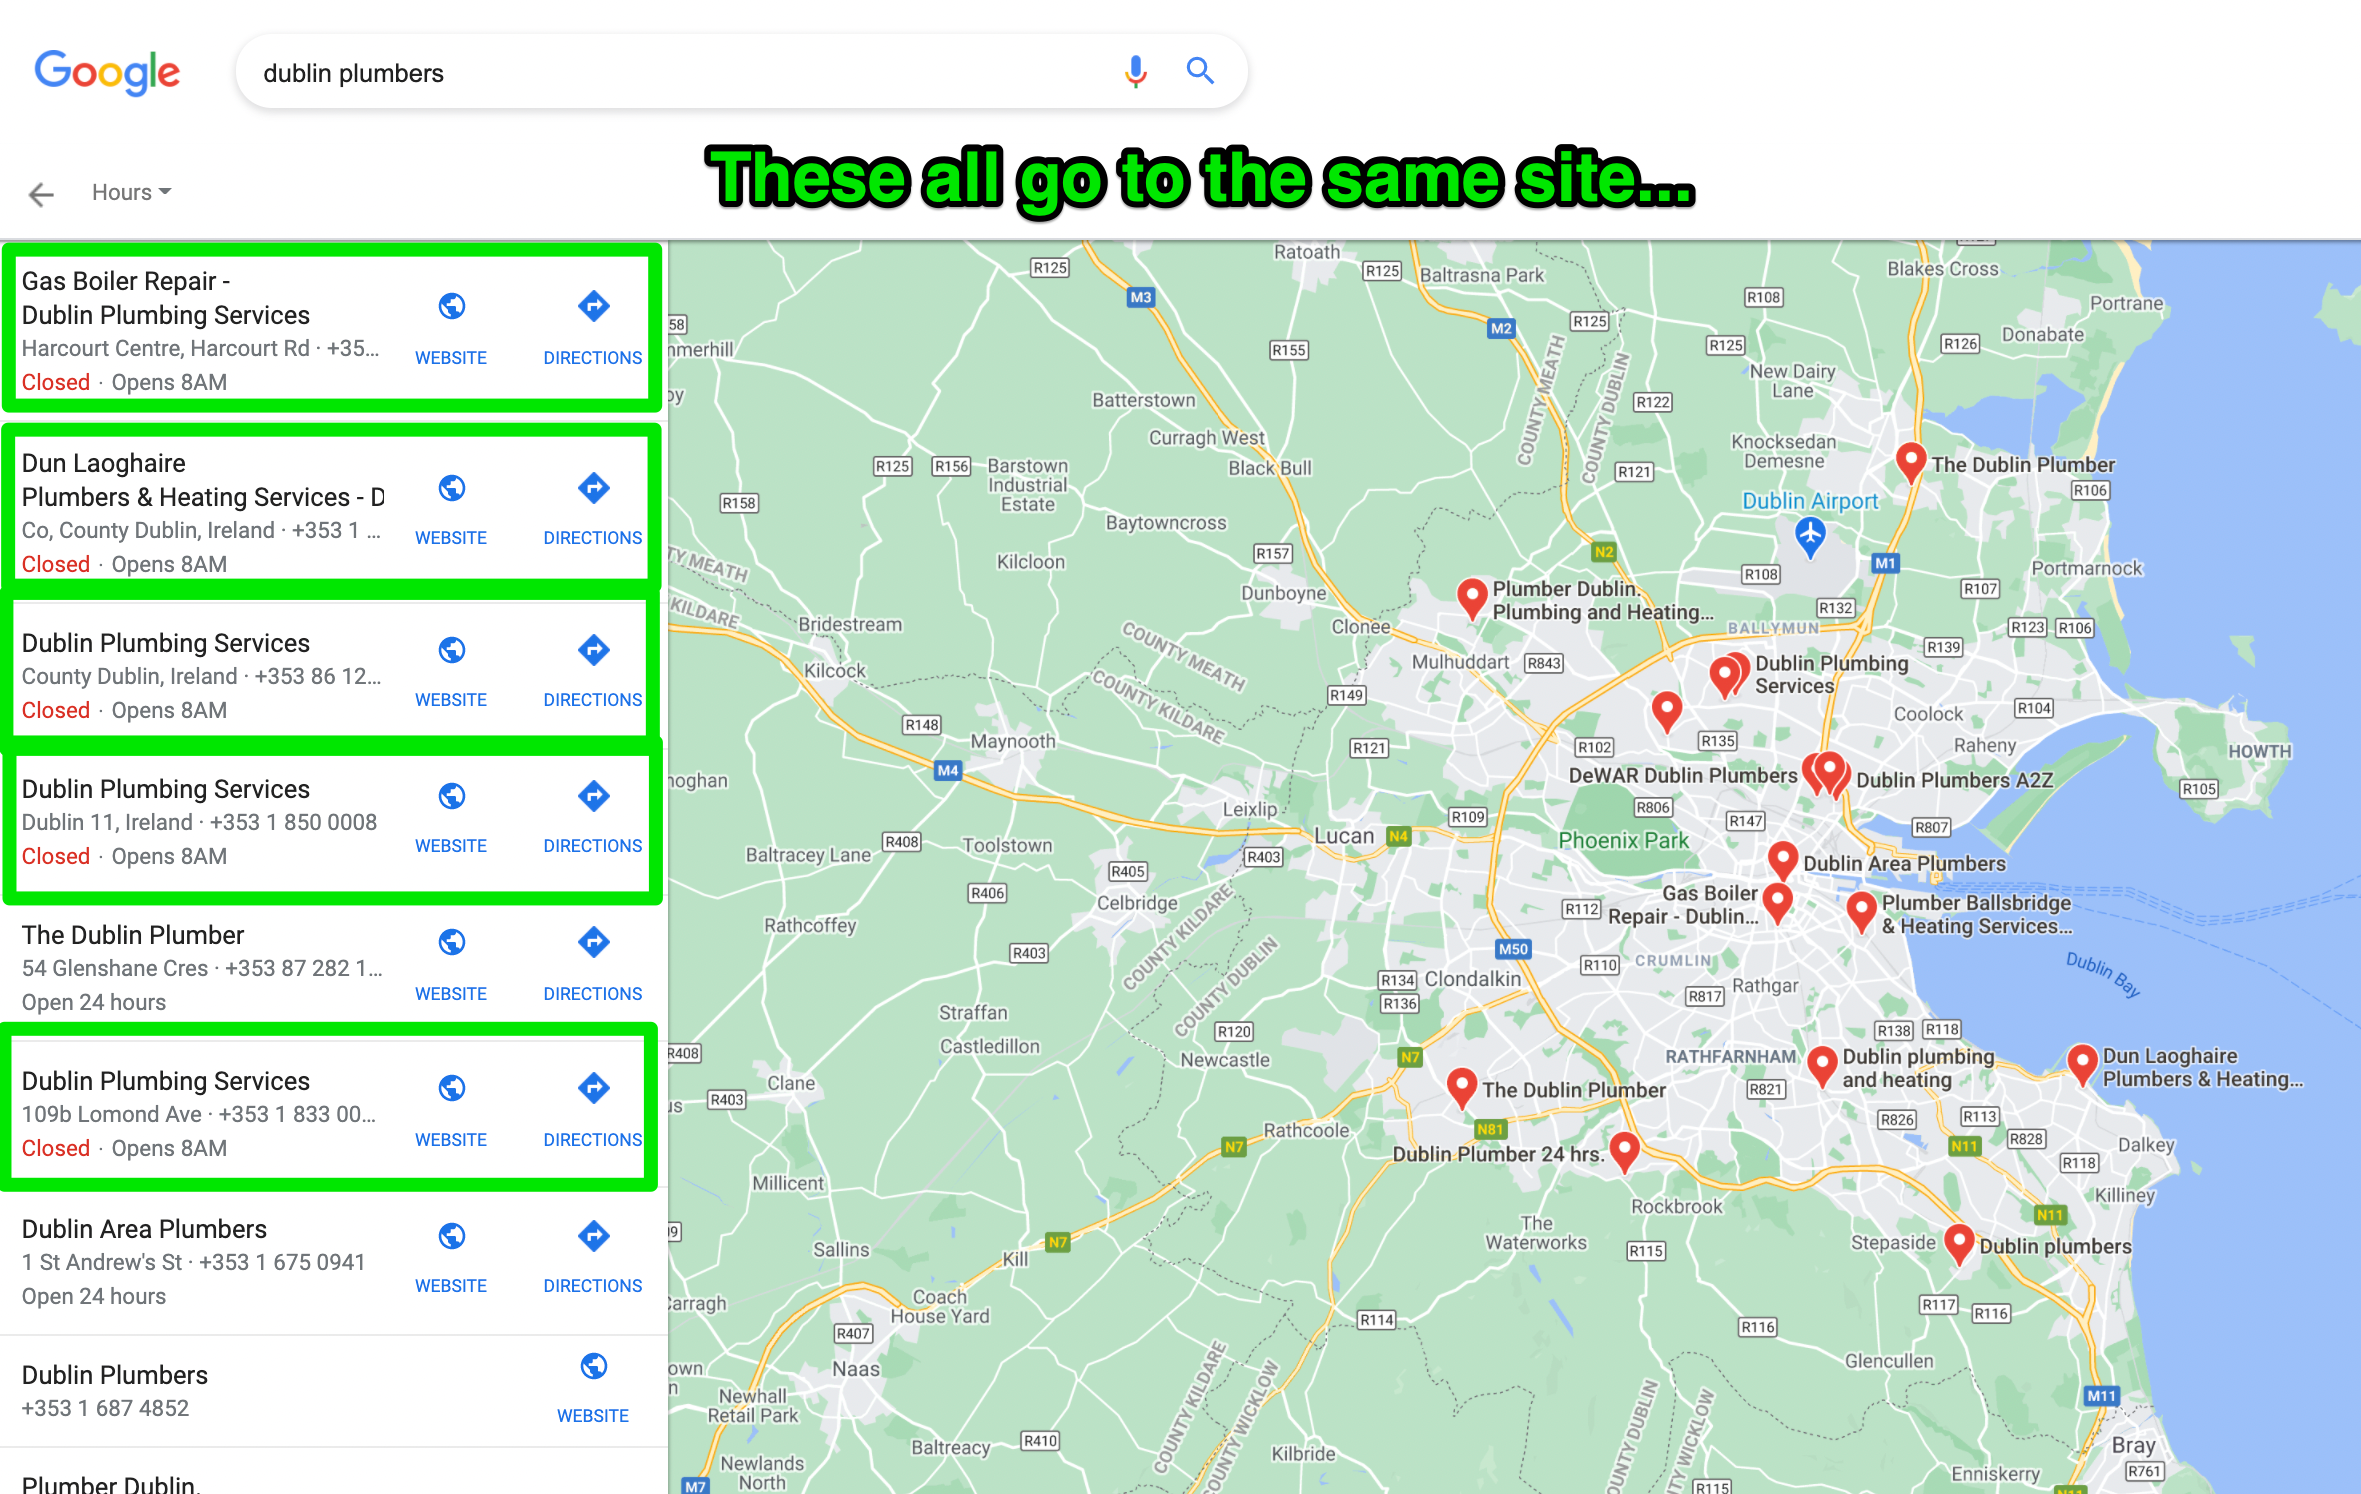 Google
dublin plumbers
These all go to the same site...
Hours
Gas Boiler Repair -
Dublin Plumbing Services
Harcourt Centre, Harcourt Rd · +35...
Closed · Opens 8AM
WEBSITE
DIRECTIONS
Dun Laoghaire
Plumbers & Heating Services - D
Co, County Dublin, Ireland · +353 1 ...
Closed · Opens 8AM
WEBSITE
DIRECTIONS
Dublin Plumbing Services
County Dublin, Ireland · +353 86 12...
Closed · Opens 8AM
WEBSITE
DIRECTIONS
Dublin Plumbing Services
Dublin 11, Ireland · +353 1 850 0008
Closed · Opens 8AM
WEBSITE
DIRECTIONS
The Dublin Plumber
54 Glenshane Cres · +353 87 282 1...
Open 24 hours
WEBSITE
DIRECTIONS
Dublin Plumbing Services
109b Lomond Ave · +353 1 833 00...
Closed · Opens 8AM
WEBSITE
DIRECTIONS
Dublin Area Plumbers
1 St Andrew's St · +353 1 675 0941
Open 24 hours
WEBSITE
DIRECTIONS
Dublin Plumbers
+353 1 687 4852
WEBSITE
Plumber Dublin.
Ratoath
R125
R125
Baltrasna Park
Blakes Cross
M3
R108
Portrane
58
M2
R125
Donabate
nmerhill
R155
R125
R126
New Dairy
Lane
COUNTY MEATH
COUNTY DUBLIN
oy
Batterstown
R122
Curragh West
Knocksedan
Demesne
Black Bull
R125
R156
Barstown
Industrial
Estate
R121
The Dublin Plumber
R158
R106
Dublin Airport
Baytowncross
R157
N2
M1
TY MEATH
Kilcloon
R108
Portmarnock
Dunboyne
Plumber Dublin.
Plumbing and Heating...
R107
KILDARE
R132
Bridestream
Clonee
BALLYMUN
R123
R106
COUNTY MEATH
R139
Kilcock
Mulhuddart
R843
Dublin Plumbing
Services
COUNTY KILDARE
R149
R148
Coolock
R104
Maynooth
R121
R102
R135
Raheny
HOWTH
M4
noghan
DeWAR Dublin Plumbers
Dublin Plumbers A2Z
R105
Leixlip
R109
R806
R147
R807
Lucan
N4
Phoenix Park
R408
Toolstown
Baltracey Lane
R403
Dublin Area Plumbers
R405
R406
Celbridge
Gas Boiler
Repair - Dublin...
R112
Plumber Ballsbridge
& Heating Services...
Rathcoffey
COUNTY KILDARE
COUNTY DUBLIN
R403
M50
CRUMLIN
R110
Dublin Bay
R134
Clondalkin
R136
R817
Rathgar
Straffan
R120
R138
R118
R408
Castledillon
Newcastle
N7
RATHFARNHAM
Dublin plumbing
and heating
Dun Laoghaire
Plumbers & Heating...
Clane
R403
us
The Dublin Plumber
R821
R826
R113
Rathcoole
N81
N7
R828
N11
Dalkey
Dublin Plumber 24 hrs.
R118
Millicent
Killiney
Rockbrook
N11
The
Waterworks
R115
N7
Sallins
Kill
Stepaside
Dublin plumbers
Carragh
Coach
House Yard
R117
R116
R114
R116
R407
Glencullen
Naas
own
n
Newhall
Retail Park
COUNTY KILDARE
COUNTY WICKLOW
COUNTY DUBLIN
WICKLOW
M11
Baltreacy
R410
Kilbride
Bray
Newlands
North
M7
R761
Enniskerry
R115
N11